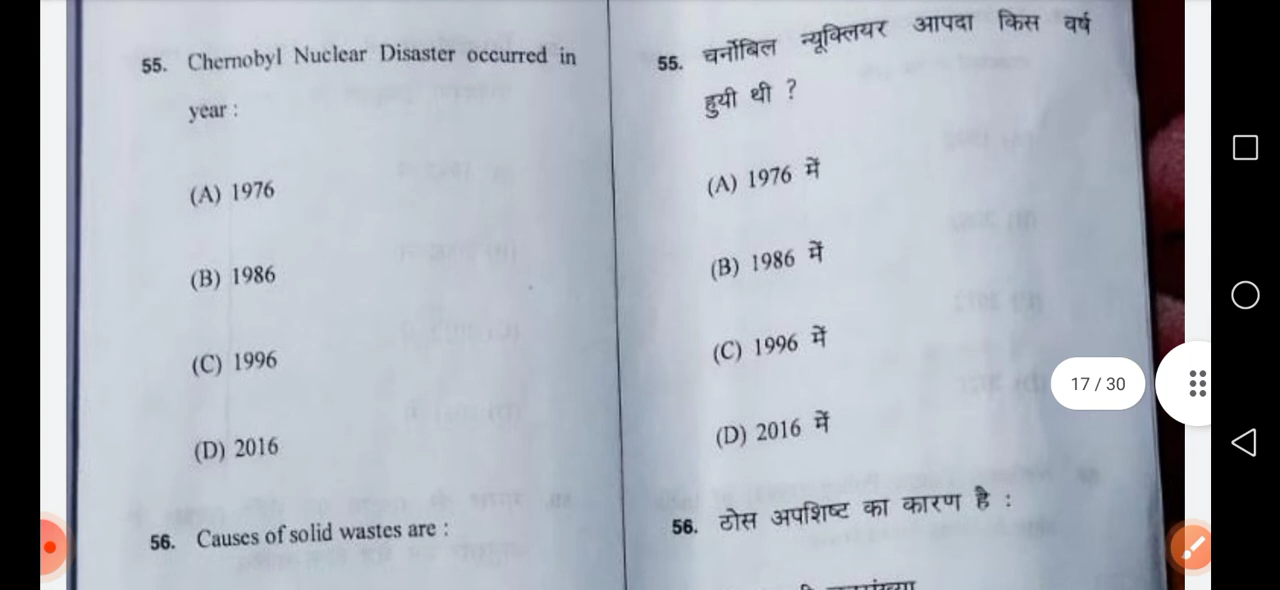 55. Chernobyl Nuclear Disaster occurred in
year :
(A) 1976
(B) 1986
(C) 1996
(D) 2016
56. Causes of solid wastes are :
55. चर्नोबिल न्यूक्लियर आपदा किस वर्ष
हुयी थी ?
(A) 1976 में
(B) 1986 में
(C) 1996 में
(D) 2016 में
56. ठोस अपशिष्ट का कारण है :
17 / 30